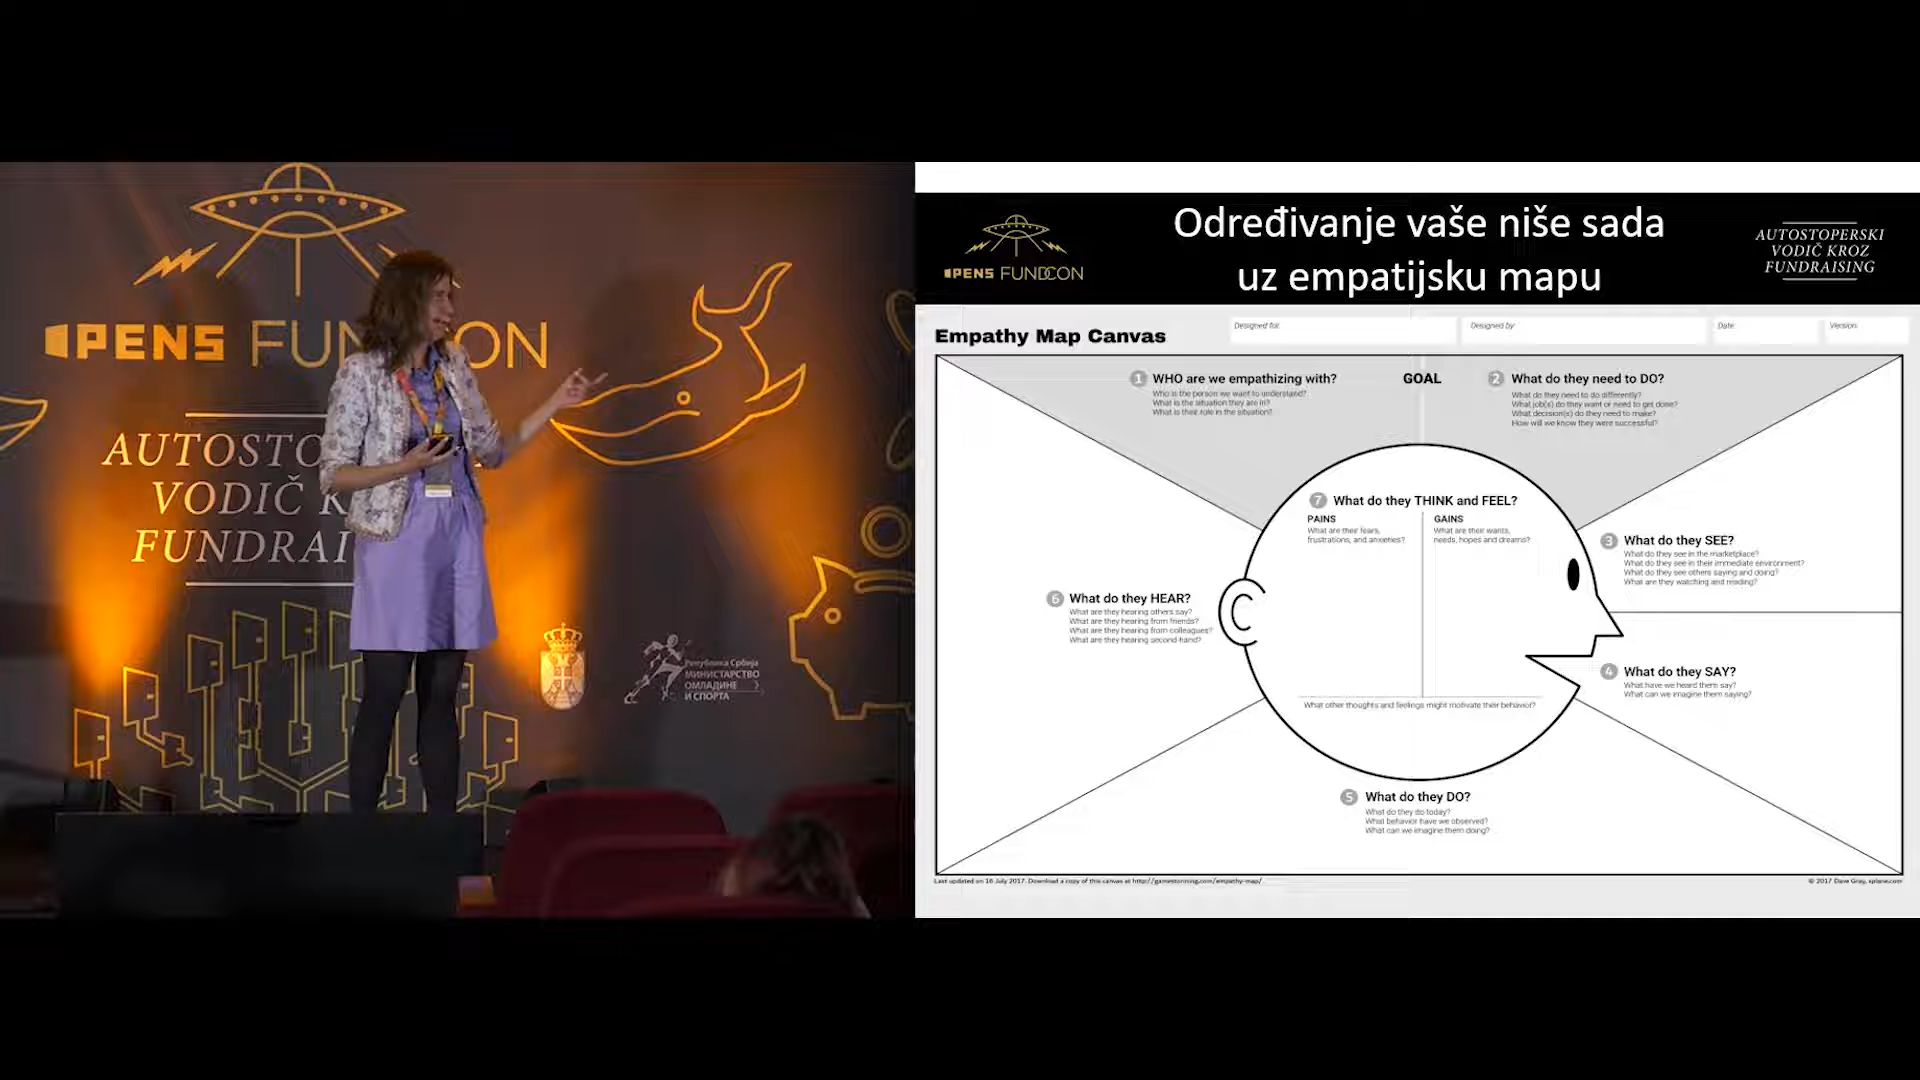 OPENS FUNDCON
AUTOSTO
VODIČ K
FUNDRAI
Република Србија
МИНИСТАРСТВО
ОМЛАДИНЕ
И СПОРТА
OPENS FUNDCON
Određivanje vaše niše sada
uz empatijsku mapu
AUTOSTOPERSKI
VODIČ KROZ
FUNDRAISING
Empathy Map Canvas
Designed for:
Designed by:
Date:
Version:
1 WHO are we empathizing with?
Who is the person we want to understand?
What is the situation they are in?
What is their role in the situation?
GOAL
2 What do they need to DO?
What do they need to do differently?
What job(s) do they want or need to get done?
What decision(s) do they need to make?
How will we know they were successful?
7 What do they THINK and FEEL?
PAINS
What are their fears,
frustrations, and anxieties?
GAINS
What are their wants,
needs, hopes and dreams?
3 What do they SEE?
What do they see in the marketplace?
What do they see in their immediate environment?
What do they see others saying and doing?
What are they watching and reading?
6 What do they HEAR?
What are they hearing others say?
What are they hearing from friends?
What are they hearing from colleagues?
What are they hearing second-hand?
4 What do they SAY?
What have we heard them say?
What can we imagine them saying?
What other thoughts and feelings might motivate their behavior?
5 What do they DO?
What do they do today?
What behavior have we observed?
What can we imagine them doing?
Last updated on 16 July 2017. Download a copy of this canvas at http://gamestorming.com/empathy-map/
© 2017 Dave Gray, xplane.com